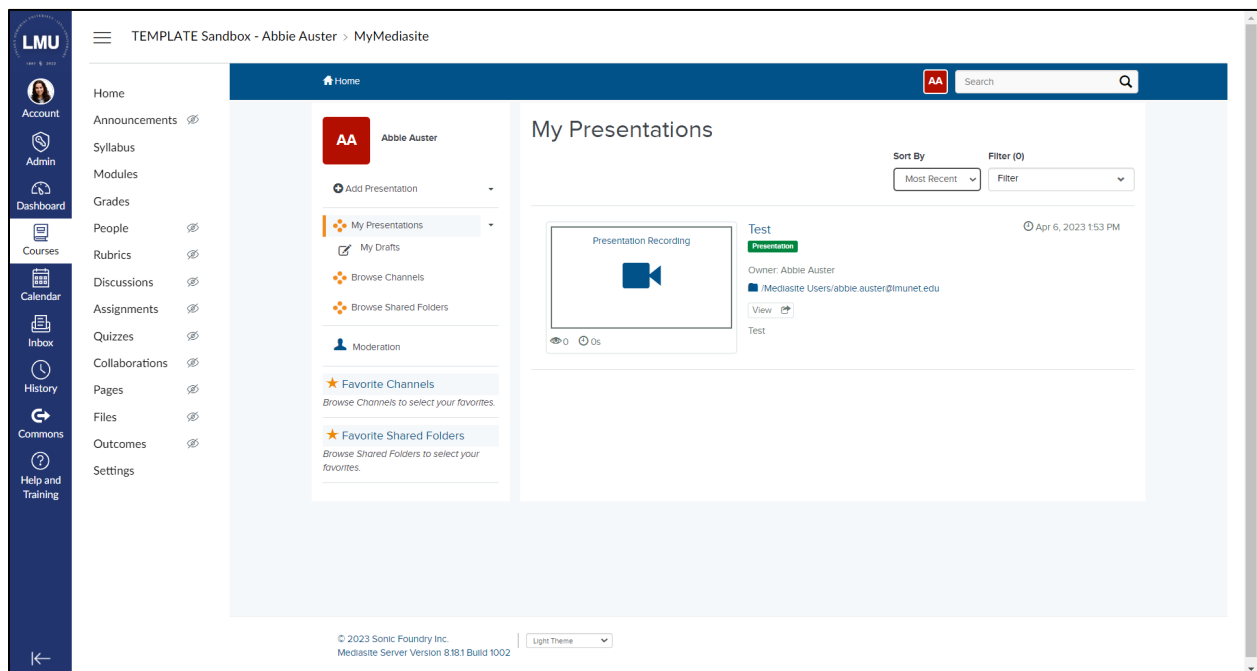 LMU
TEMPLATE Sandbox - Abbie Auster > MyMediasite
Account
Admin
Dashboard
Courses
Calendar
Inbox
History
Commons
Help and
Training
Home
Announcements
Syllabus
Modules
Grades
People
Rubrics
Discussions
Assignments
Quizzes
Collaborations
Pages
Files
Outcomes
Settings
Home
AA
Search
AA
Abbie Auster
Add Presentation
My Presentations
My Drafts
Browse Channels
Browse Shared Folders
Moderation
Favorite Channels
Browse Channels to select your favorites.
Favorite Shared Folders
Browse Shared Folders to select your
favorites.
My Presentations
Sort By
Filter (0)
Most Recent
Filter
Presentation Recording
0
0s
Test
Presentation
Owner: Abbie Auster
/Mediasite Users/abbie.auster@lmunet.edu
View
Test
Apr 6, 2023 1:53 PM
© 2023 Sonic Foundry Inc.
Mediasite Server Version 8.18.1 Build 1002
Light Theme